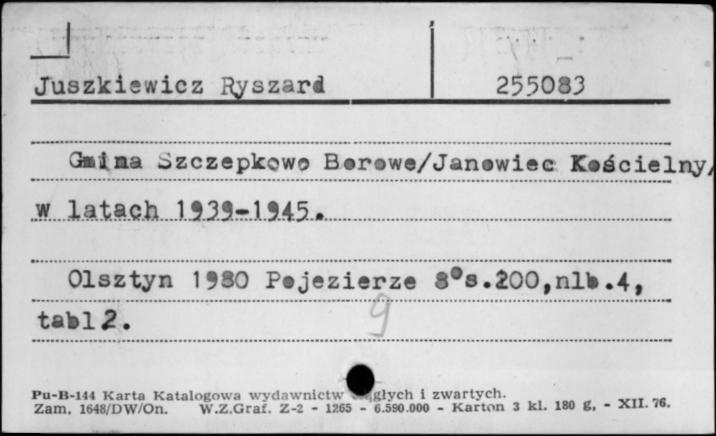 Juszkiewicz Ryszard 255083
Gmina Szczepkowo Borowe/Janowiec Kościelny/
w latach 1939-1945.
Olsztyn 1980 Pojezierze 8°s.200,nlb.4,
tabl2.
9
Pu-B-144 Karta Katalogowa wydawnictw ciągłych i zwartych.
Zam. 1648/DW/On. W.Z.Graf. Z-2 - 1265 - 6.590.000 - Karton 3 kl. 180 g. - XII. 76.